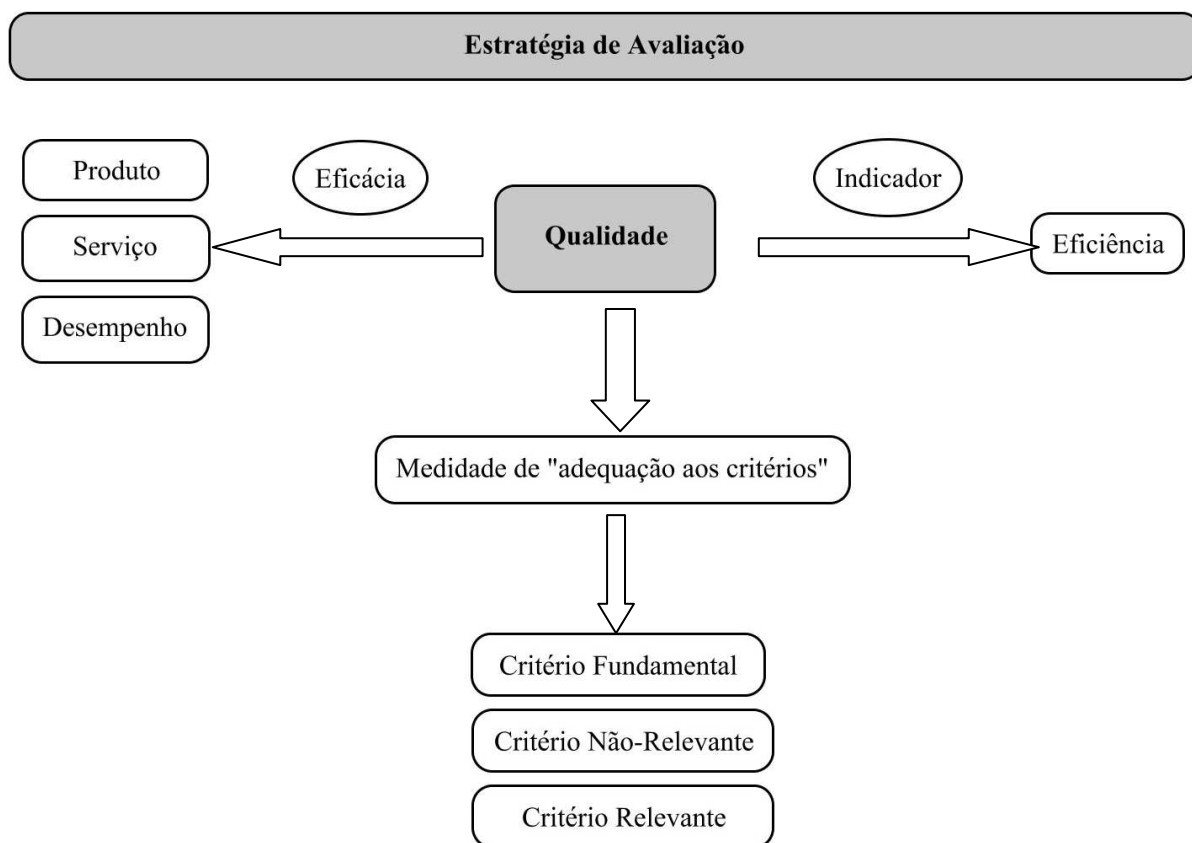 Estratégia de Avaliação
Produto
Eficácia
Indicador
Serviço
Qualidade
Eficiência
Desempenho
Medidade de "adequação aos critérios"
Critério Fundamental
Critério Não-Relevante
Critério Relevante